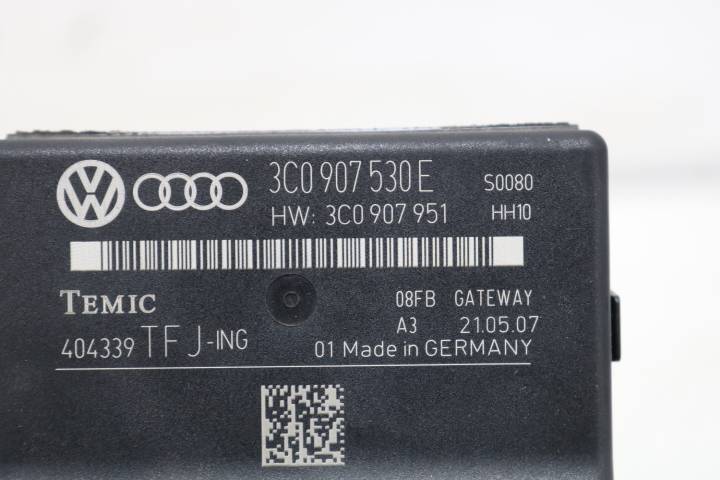 3C0 907 530 E S0080
HW: 3C0 907 951 HH10
TEMIC 08FB GATEWAY
A3 21.05.07
404339 TFJ-ING 01 Made in GERMANY